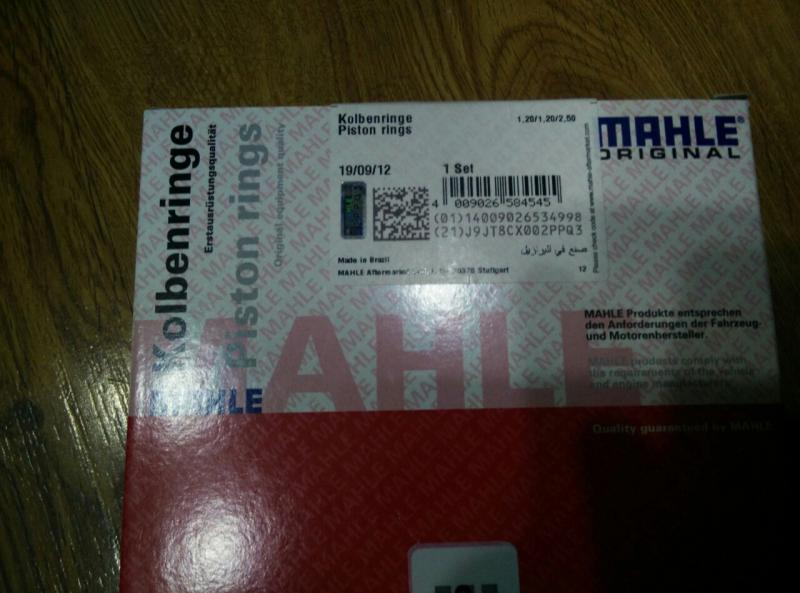 Kolbenringe
Erstausrüstungsqualität
Piston rings
Original equipment quality
Kolbenringe
Piston rings
1,20/1,20/2,50
19/09/12
1 Set
4 009026 584545
(01)14009026534998
(21)J9JT8CX002PPQ3
صنع في البرازيل
Made in Brazil
MAHLE 70376 Stuttgart
12
Please check code at www.mahle-aftermarket.com
MAHLE®
ORIGINAL
MAHLE
MAHLE
MAHLE Produkte entsprechen
den Anforderungen der Fahrzeug-
und Motorenhersteller.
MAHLE products comply with
the requirements of the vehicle
and engine manufacturers.
Quality guaranteed by MAHLE